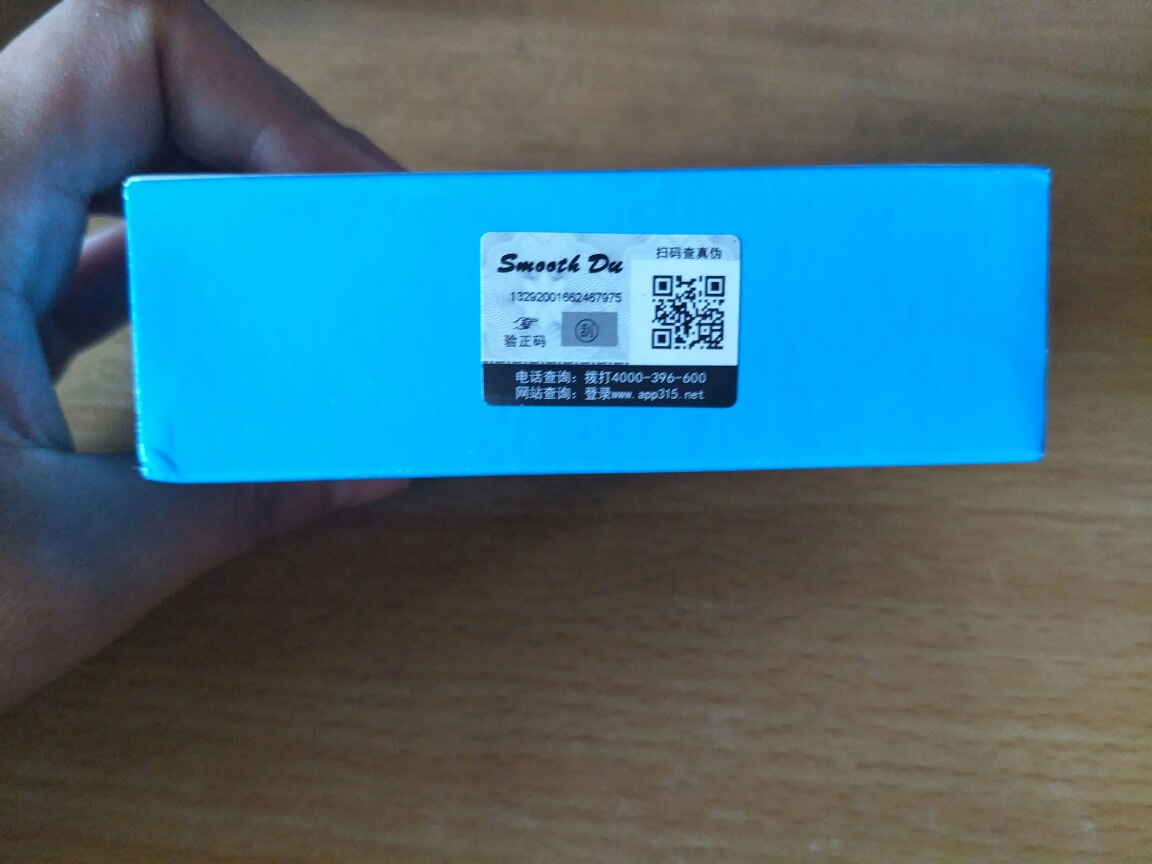 Smooth Du
扫码查真伪
13292001662467975
刮
验正码
电话查询：拨打4000-396-600
网站查询：登录www.app315.net